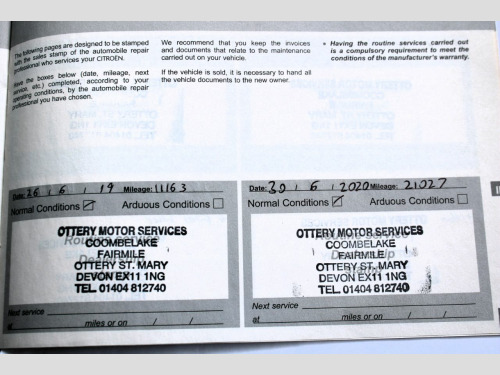 The following pages are designed to be stamped
with the sales stamp of the automobile repair
professional who services your CITROËN.
Have the boxes below (date, mileage, next
service, etc.) completed, according to your
operating conditions, by the automobile repair
professional you have chosen.
We recommend that you keep the invoices
and documents that relate to the maintenance
carried out on your vehicle.
If the vehicle is sold, it is necessary to hand all
the vehicle documents to the new owner.
• Having the routine services carried out
is a compulsory requirement to meet the
conditions of the manufacturer's warranty.
Date: 26 / 6 / 19 Mileage: 11163
Normal Conditions ☑ Arduous Conditions ☐
OTTERY MOTOR SERVICES
COOMBELAKE
FAIRMILE
OTTERY ST. MARY
DEVON EX11 1NG
TEL. 01404 812740
Next service
at miles or on / /
Date: 30 / 6 / 2020 Mileage: 21027
Normal Conditions ☑ Arduous Conditions ☐
OTTERY MOTOR SERVICES
COOMBELAKE
FAIRMILE
OTTERY ST. MARY
DEVON EX11 1NG
TEL. 01404 812740
Next service
at miles or on / /